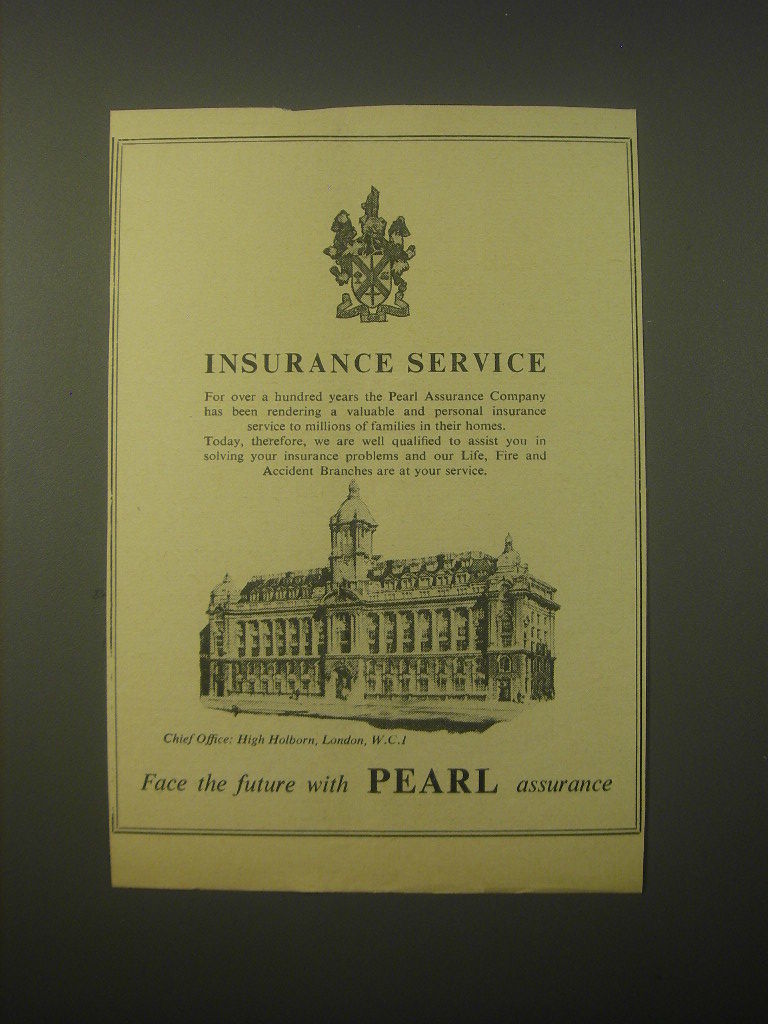 INSURANCE SERVICE
For over a hundred years the Pearl Assurance Company
has been rendering a valuable and personal insurance
service to millions of families in their homes.
Today, therefore, we are well qualified to assist you in
solving your insurance problems and our Life, Fire and
Accident Branches are at your service.
Chief Office: High Holborn, London, W.C.1
Face the future with PEARL assurance